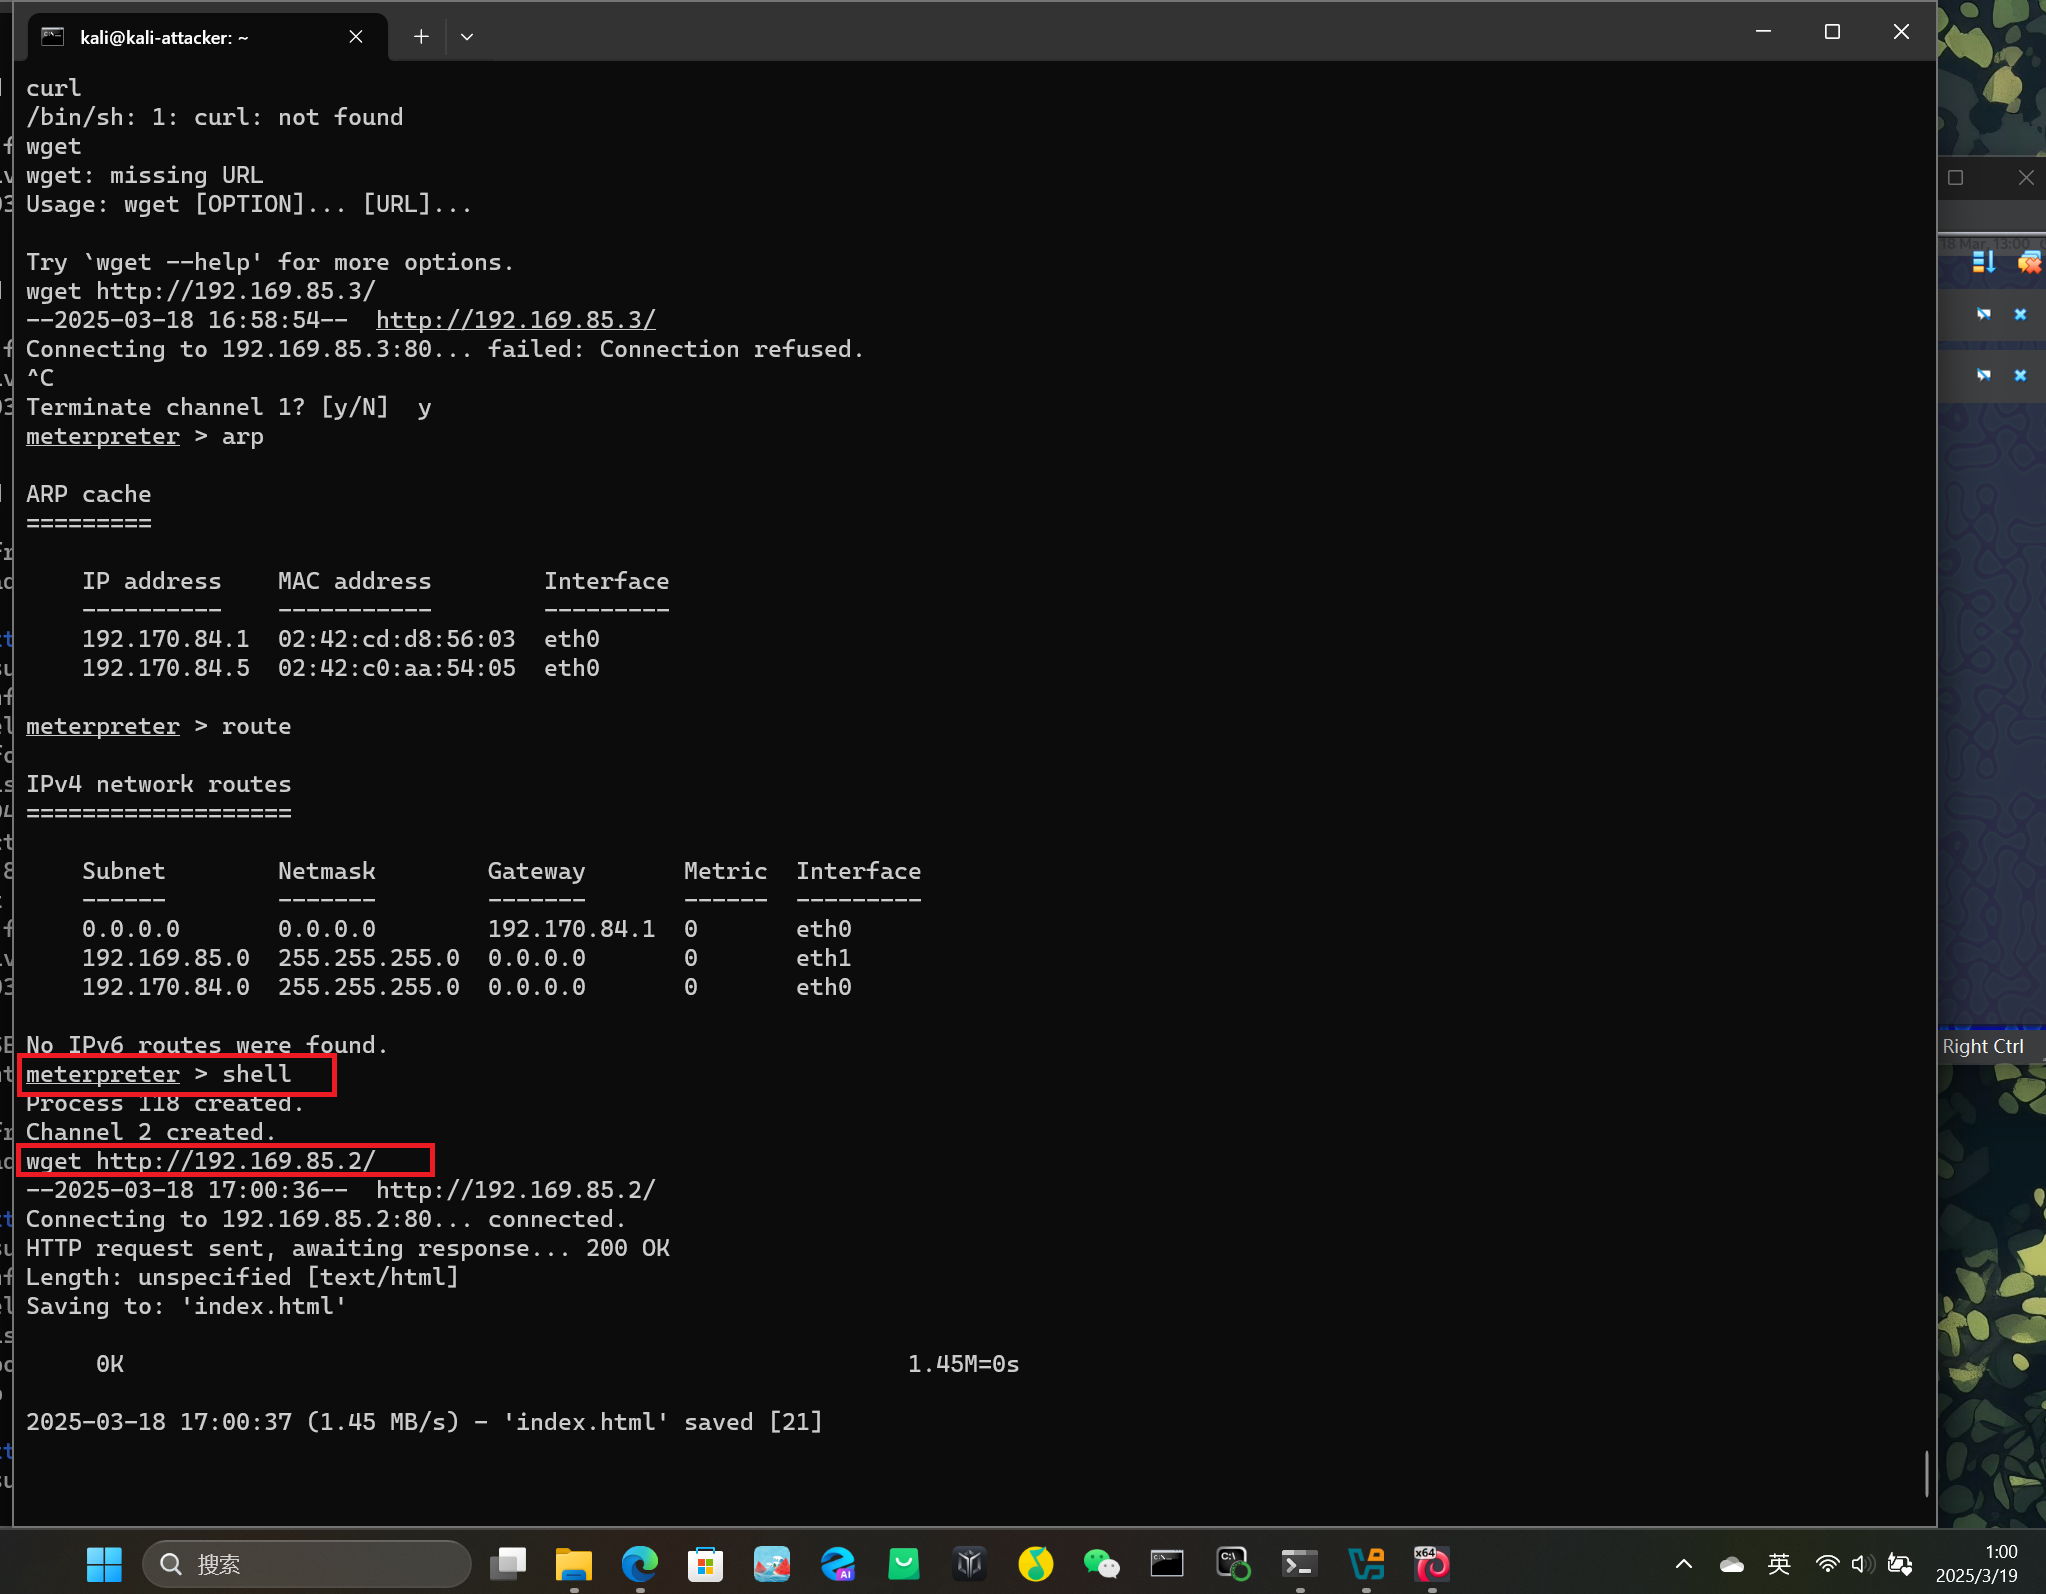 kali@kali-attacker: ~
curl
/bin/sh: 1: curl: not found
wget
wget: missing URL
Usage: wget [OPTION]... [URL]...
Try `wget --help' for more options.
wget http://192.169.85.3/
--2025-03-18 16:58:54--  http://192.169.85.3/
Connecting to 192.169.85.3:80... failed: Connection refused.
^C
Terminate channel 1? [y/N]  y
meterpreter > arp
ARP cache
=========
IP address    MAC address        Interface
----------    -----------        ---------
192.170.84.1  02:42:cd:d8:56:03  eth0
192.170.84.5  02:42:c0:aa:54:05  eth0
meterpreter > route
IPv4 network routes
===================
Subnet        Netmask        Gateway       Metric  Interface
------        -------        -------       ------  ---------
0.0.0.0       0.0.0.0        192.170.84.1  0       eth0
192.169.85.0  255.255.255.0  0.0.0.0       0       eth1
192.170.84.0  255.255.255.0  0.0.0.0       0       eth0
No IPv6 routes were found.
meterpreter > shell
Process 118 created.
Channel 2 created.
wget http://192.169.85.2/
--2025-03-18 17:00:36--  http://192.169.85.2/
Connecting to 192.169.85.2:80... connected.
HTTP request sent, awaiting response... 200 OK
Length: unspecified [text/html]
Saving to: 'index.html'
0K                                                        1.45M=0s
2025-03-18 17:00:37 (1.45 MB/s) - 'index.html' saved [21]
18 Mar, 13:00
Right Ctrl
搜索
AI
x64
英
1:00
2025/3/19